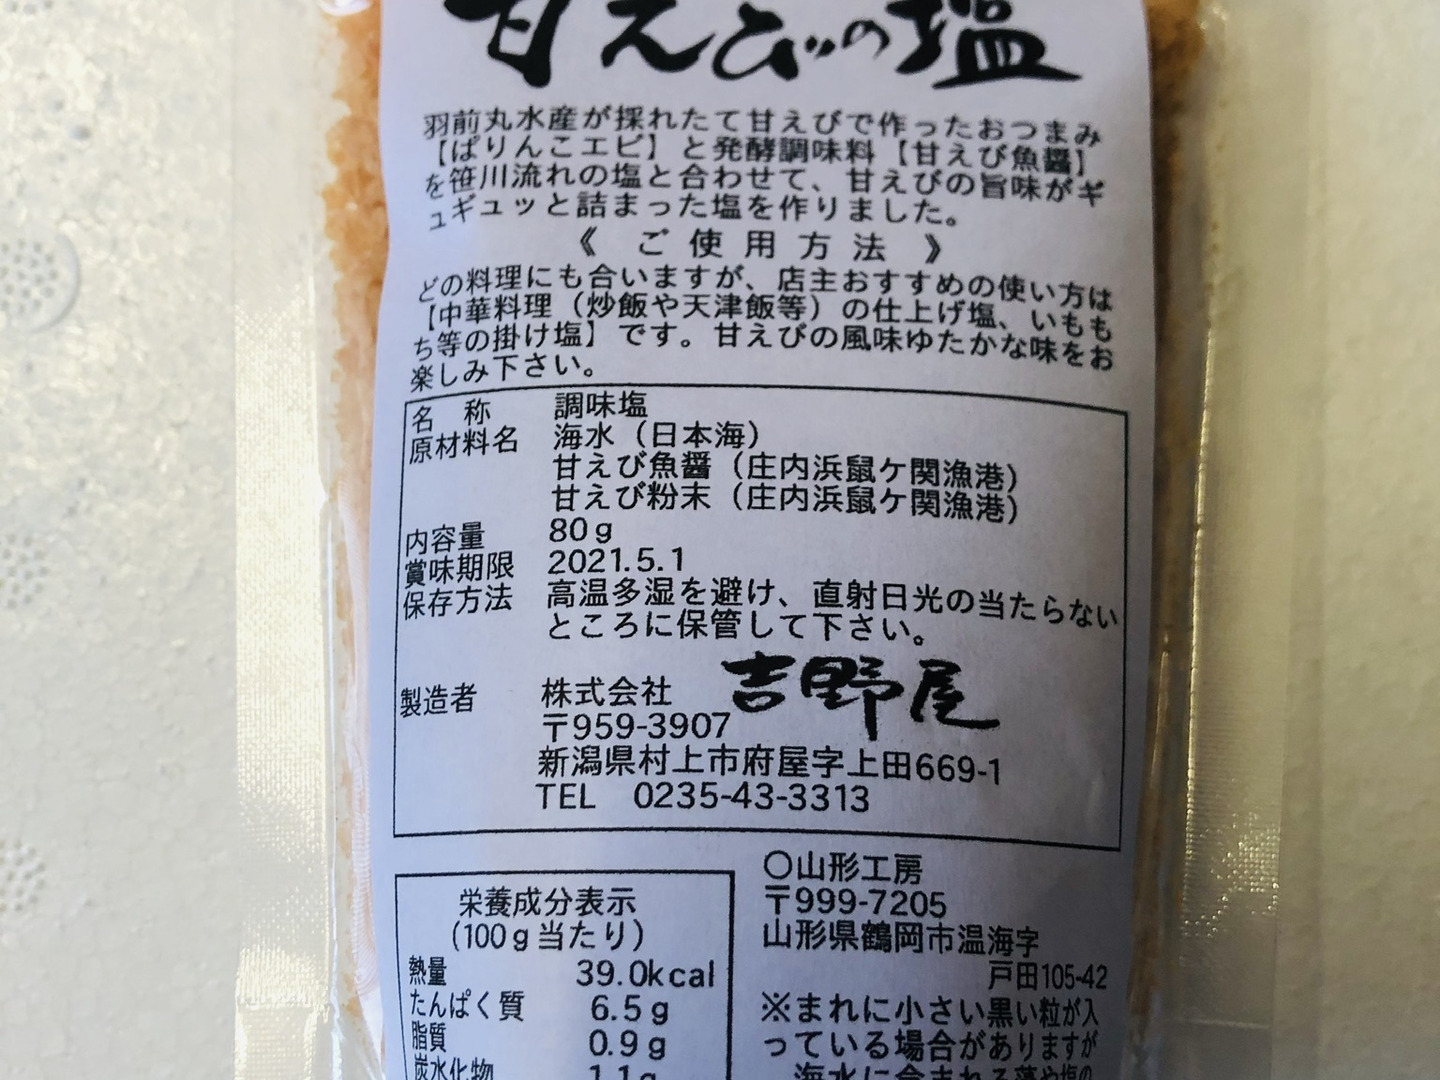 甘えびの塩
羽前丸水産が採れたて甘えびで作ったおつまみ
【ぱりんこエビ】と発酵調味料【甘えび魚醤】
を笹川流れの塩と合わせて、甘えびの旨味がギ
ュギュッと詰まった塩を作りました。
《 ご使用方法 》
どの料理にも合いますが、店主おすすめの使い方は
【中華料理（炒飯や天津飯等）の仕上げ塩、いもも
ち等の掛け塩】です。甘えびの風味ゆたかな味をお
楽しみ下さい。
名 称 調味塩
原材料名 海水（日本海）
甘えび魚醤（庄内浜鼠ケ関漁港）
甘えび粉末（庄内浜鼠ケ関漁港）
内容量 80g
賞味期限 2021.5.1
保存方法 高温多湿を避け、直射日光の当たらない
ところに保管して下さい。
製造者 株式会社 吉野屋
〒959-3907
新潟県村上市府屋字上田669-1
TEL 0235-43-3313
栄養成分表示
(100g当たり)
熱量 39.0kcal
たんぱく質 6.5g
脂質 0.9g
炭水化物 1.1g
○山形工房
〒999-7205
山形県鶴岡市温海字
戸田105-42
※まれに小さい黒い粒が入
っている場合がありますが
海水に含まれる藻や塩の